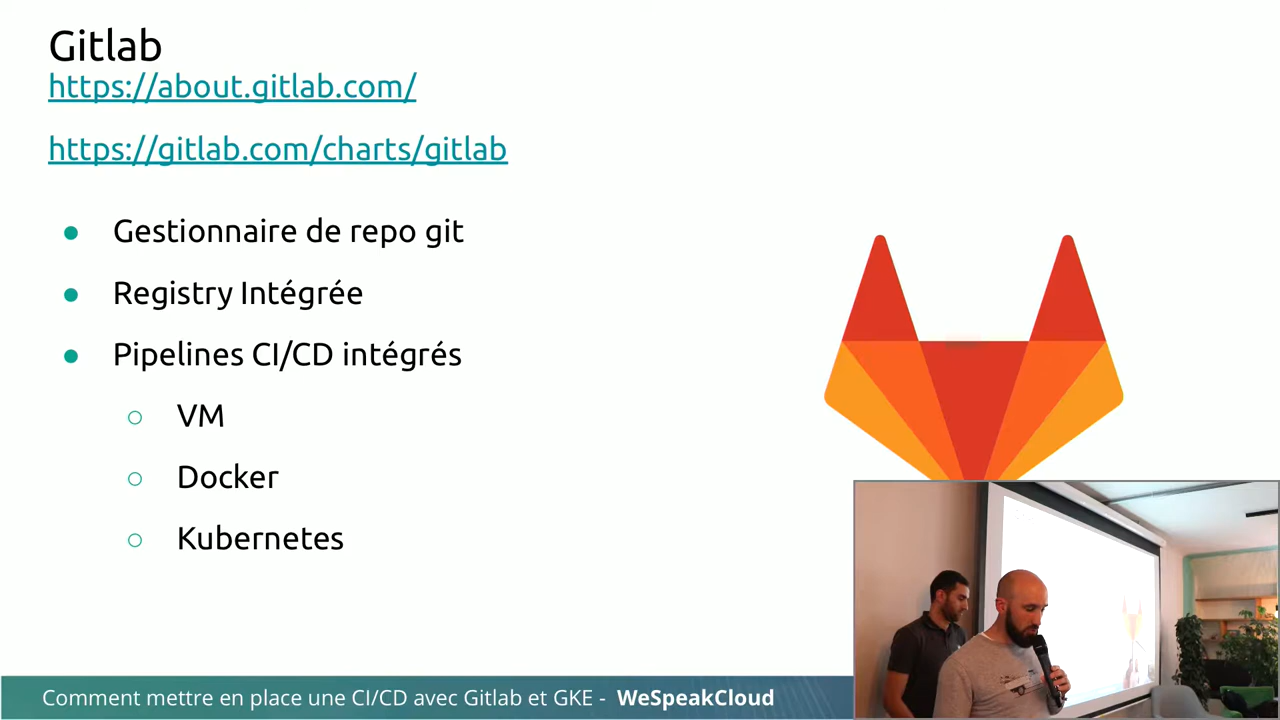 Gitlab
https://about.gitlab.com/
https://gitlab.com/charts/gitlab
Gestionnaire de repo git
Registry Intégrée
Pipelines CI/CD intégrés
VM
Docker
Kubernetes
Comment mettre en place une CI/CD avec Gitlab et GKE - WeSpeakCloud